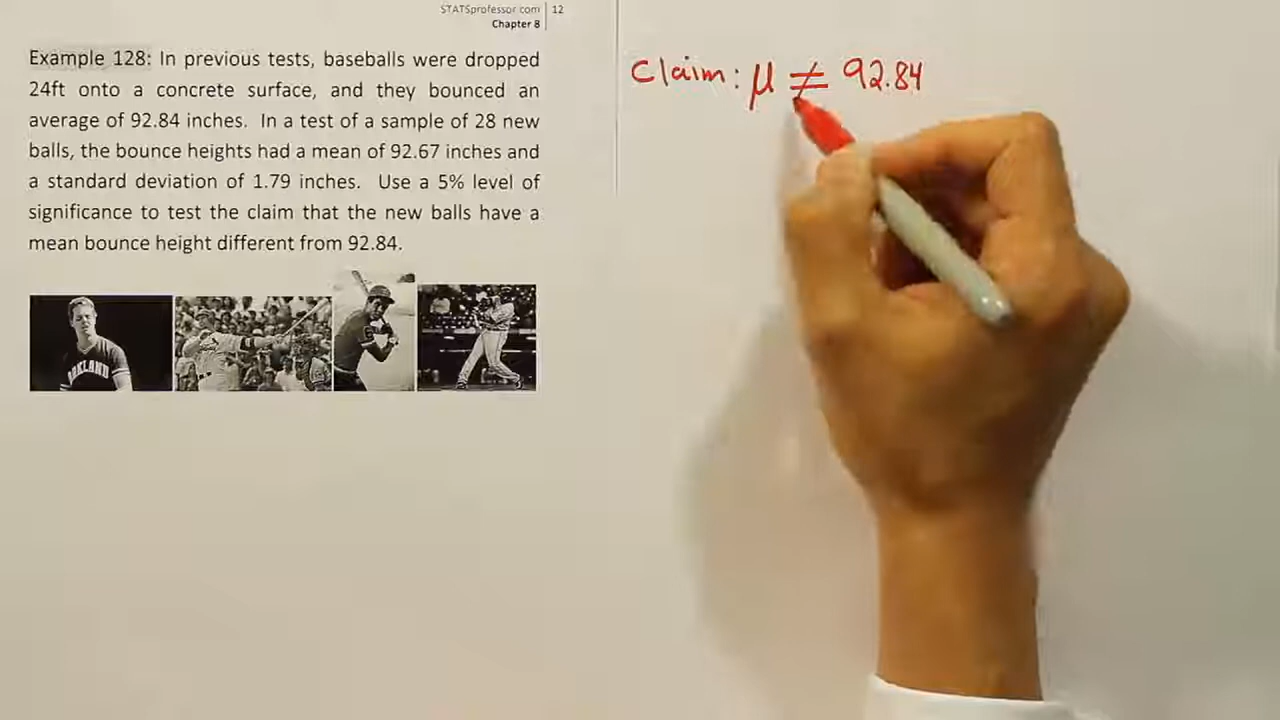 STATSprofessor.com 12
Chapter 8
Example 128: In previous tests, baseballs were dropped
24ft onto a concrete surface, and they bounced an
average of 92.84 inches. In a test of a sample of 28 new
balls, the bounce heights had a mean of 92.67 inches and
a standard deviation of 1.79 inches. Use a 5% level of
significance to test the claim that the new balls have a
mean bounce height different from 92.84.
OAKLAND
Claim: μ ≠ 92.84